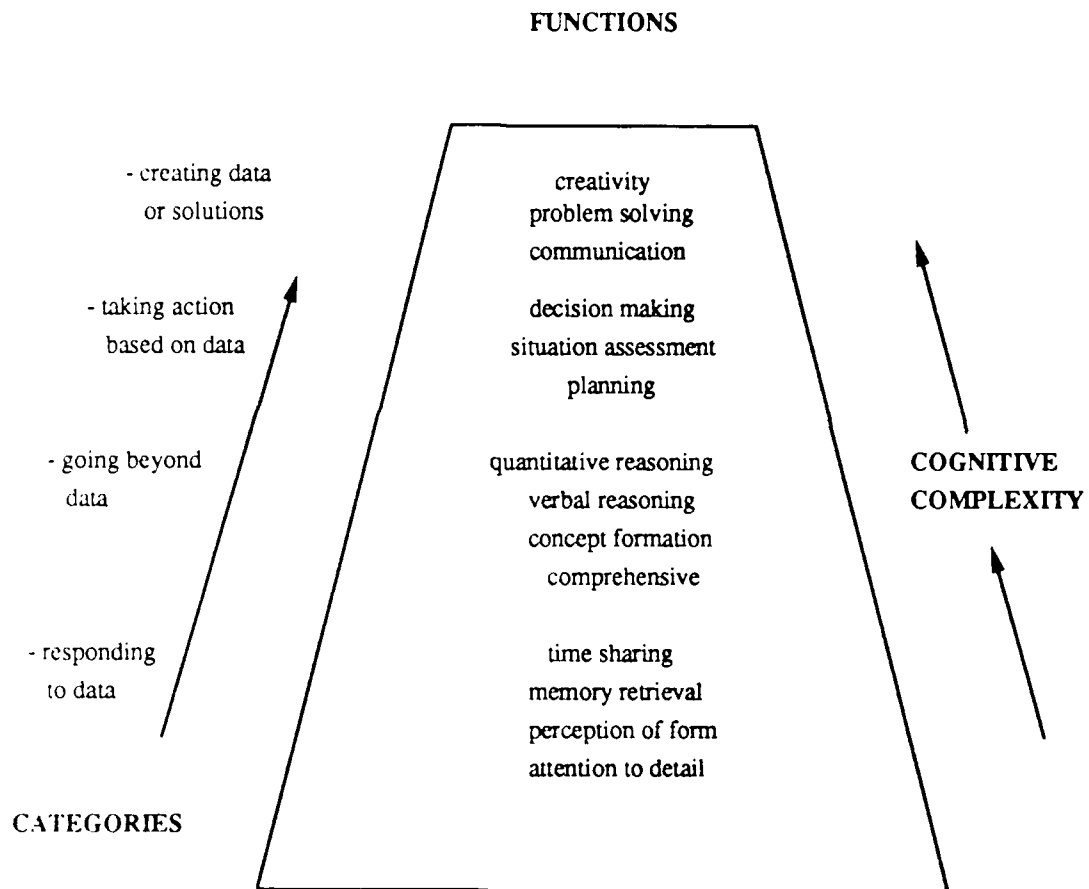 FUNCTIONS
- creating data
or solutions
creativity
problem solving
communication
- taking action
based on data
decision making
situation assessment
planning
- going beyond
data
quantitative reasoning
verbal reasoning
concept formation
comprehensive
COGNITIVE
COMPLEXITY
- responding
to data
time sharing
memory retrieval
perception of form
attention to detail
CATEGORIES